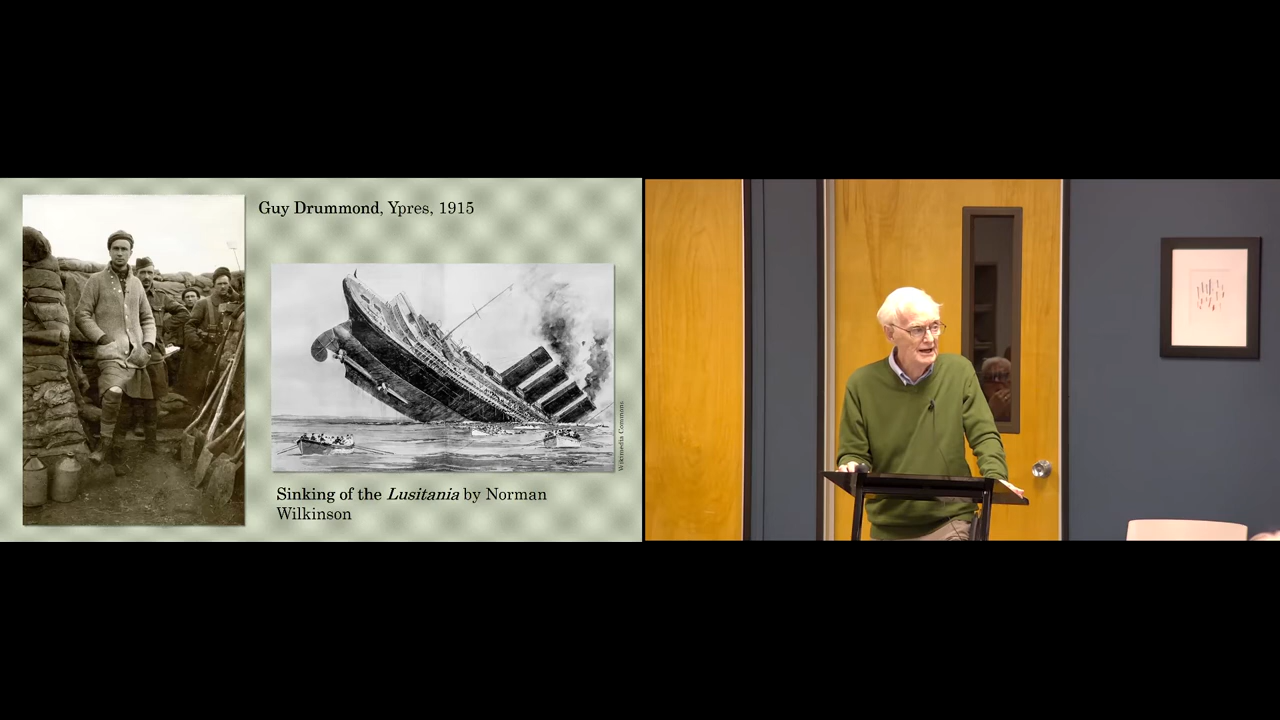 Guy Drummond, Ypres, 1915
Wikimedia Commons.
Sinking of the Lusitania by Norman
Wilkinson